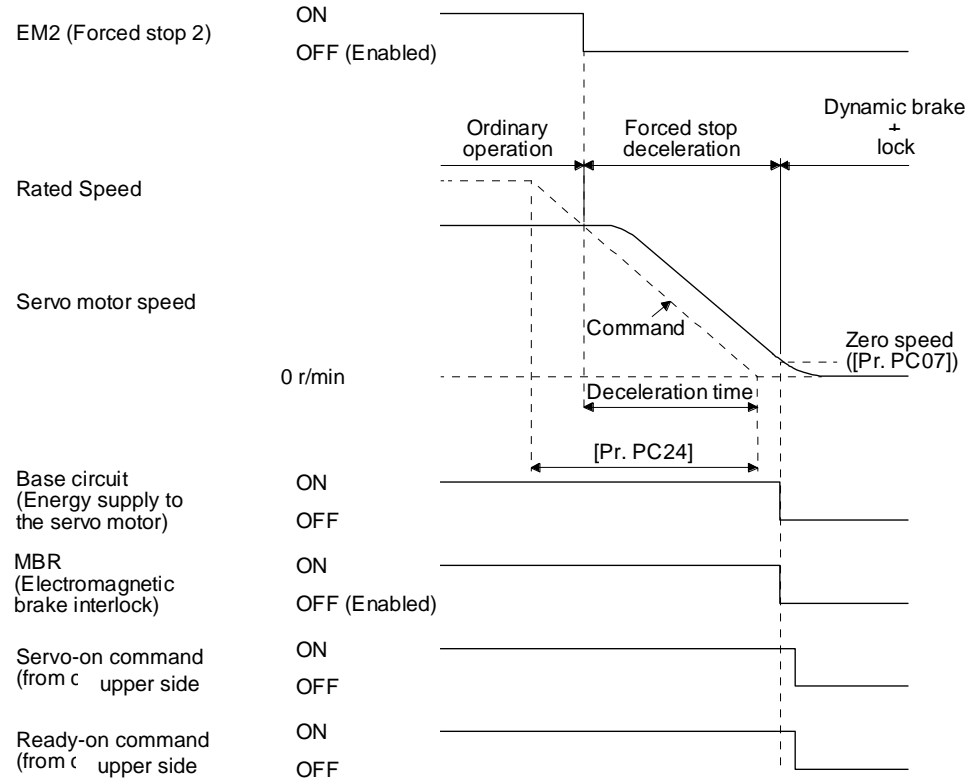 EM2 (Forced stop 2)
ON
OFF (Enabled)
Ordinary
operation
Forced stop
deceleration
Dynamic brake
+
lock
Rated Speed
Servo motor speed
Command
Zero speed
([Pr. PC07])
0 r/min
Deceleration time
[Pr. PC24]
Base circuit
(Energy supply to
the servo motor)
ON
OFF
MBR
(Electromagnetic
brake interlock)
ON
OFF (Enabled)
Servo-on command
(from upper side
ON
OFF
Ready-on command
(from upper side
ON
OFF